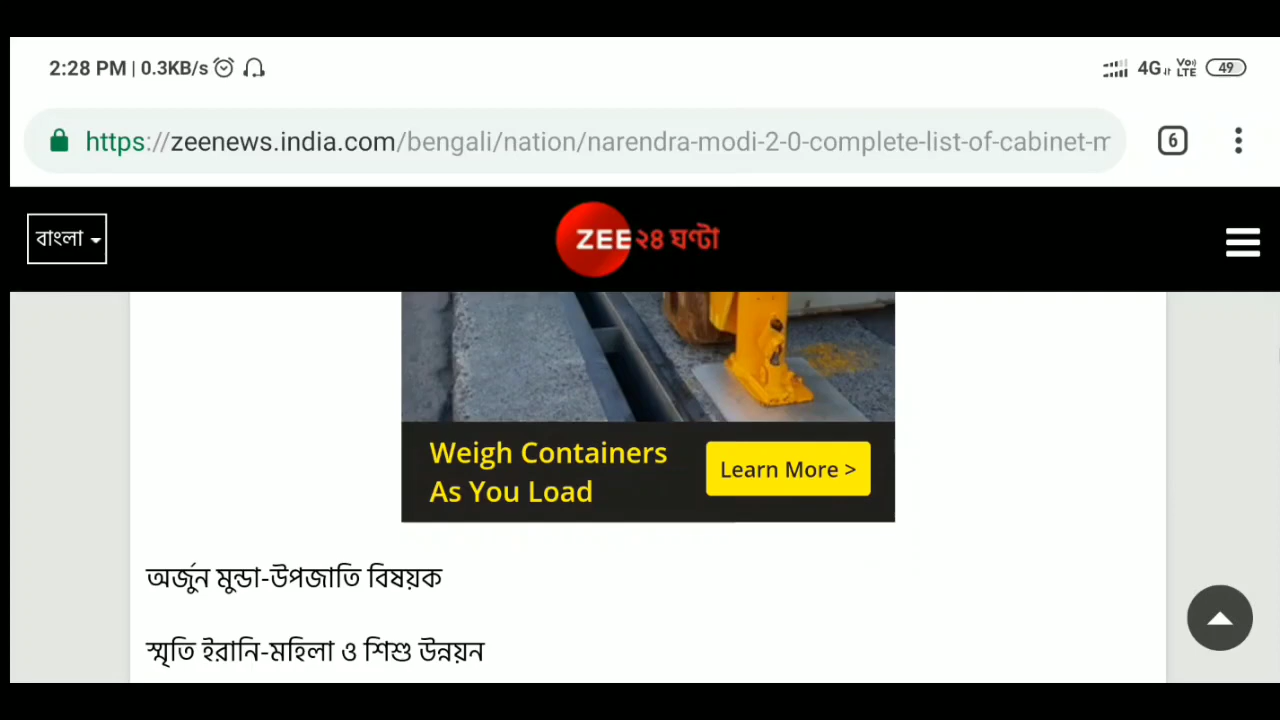 2:28 PM | 0.3KB/s 4G Vo)) LTE 49
https://zeenews.india.com/bengali/nation/narendra-modi-2-0-complete-list-of-cabinet-m 6
বাংলা ZEE ২৪ ঘণ্টা
Weigh Containers
As You Load
Learn More >
অর্জুন মুন্ডা-উপজাতি বিষয়ক
স্মৃতি ইরানি-মহিলা ও শিশু উন্নয়ন